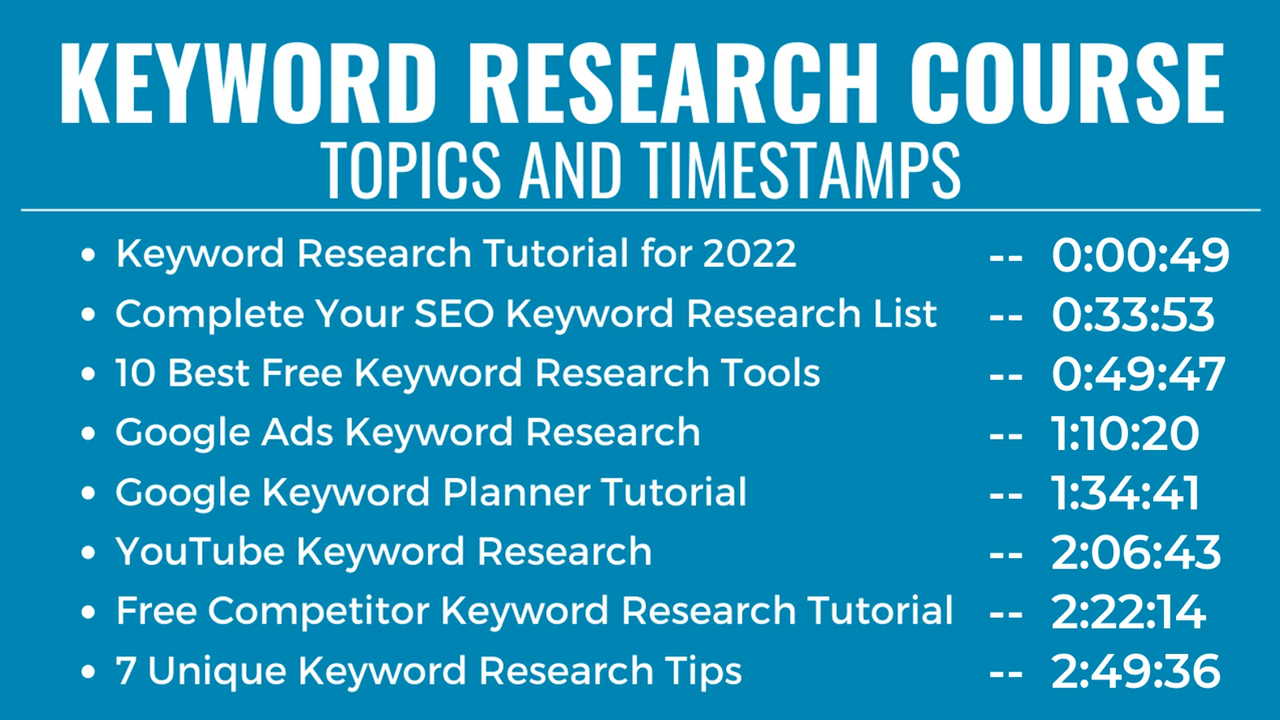 KEYWORD RESEARCH COURSE
TOPICS AND TIMESTAMPS
• Keyword Research Tutorial for 2022 -- 0:00:49
• Complete Your SEO Keyword Research List -- 0:33:53
• 10 Best Free Keyword Research Tools -- 0:49:47
• Google Ads Keyword Research -- 1:10:20
• Google Keyword Planner Tutorial -- 1:34:41
• YouTube Keyword Research -- 2:06:43
• Free Competitor Keyword Research Tutorial -- 2:22:14
• 7 Unique Keyword Research Tips -- 2:49:36